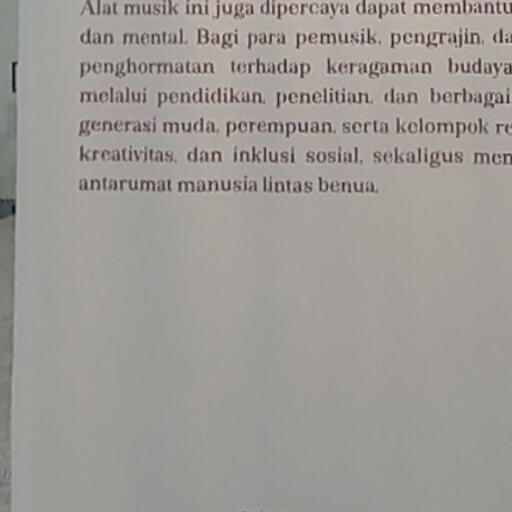 Alat musik ini juga dipercaya dapat membantu
dan mental. Bagi para pemusik, pengrajin, da
penghormatan terhadap keragaman budaya
melalui pendidikan, penelitian, dan berbagai
generasi muda, perempuan, serta kelompok re
kreativitas, dan inklusi sosial, sekaligus men
antarumat manusia lintas benua.